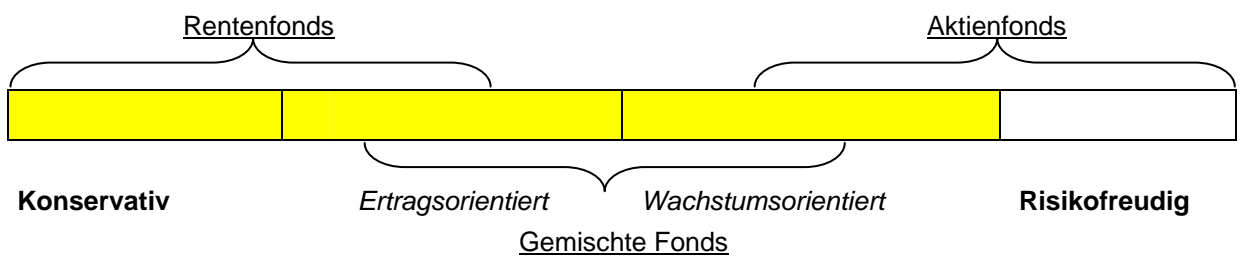 Rentenfonds Aktienfonds
Konservativ Ertragsorientiert Wachstumsorientiert Risikofreudig
Gemischte Fonds